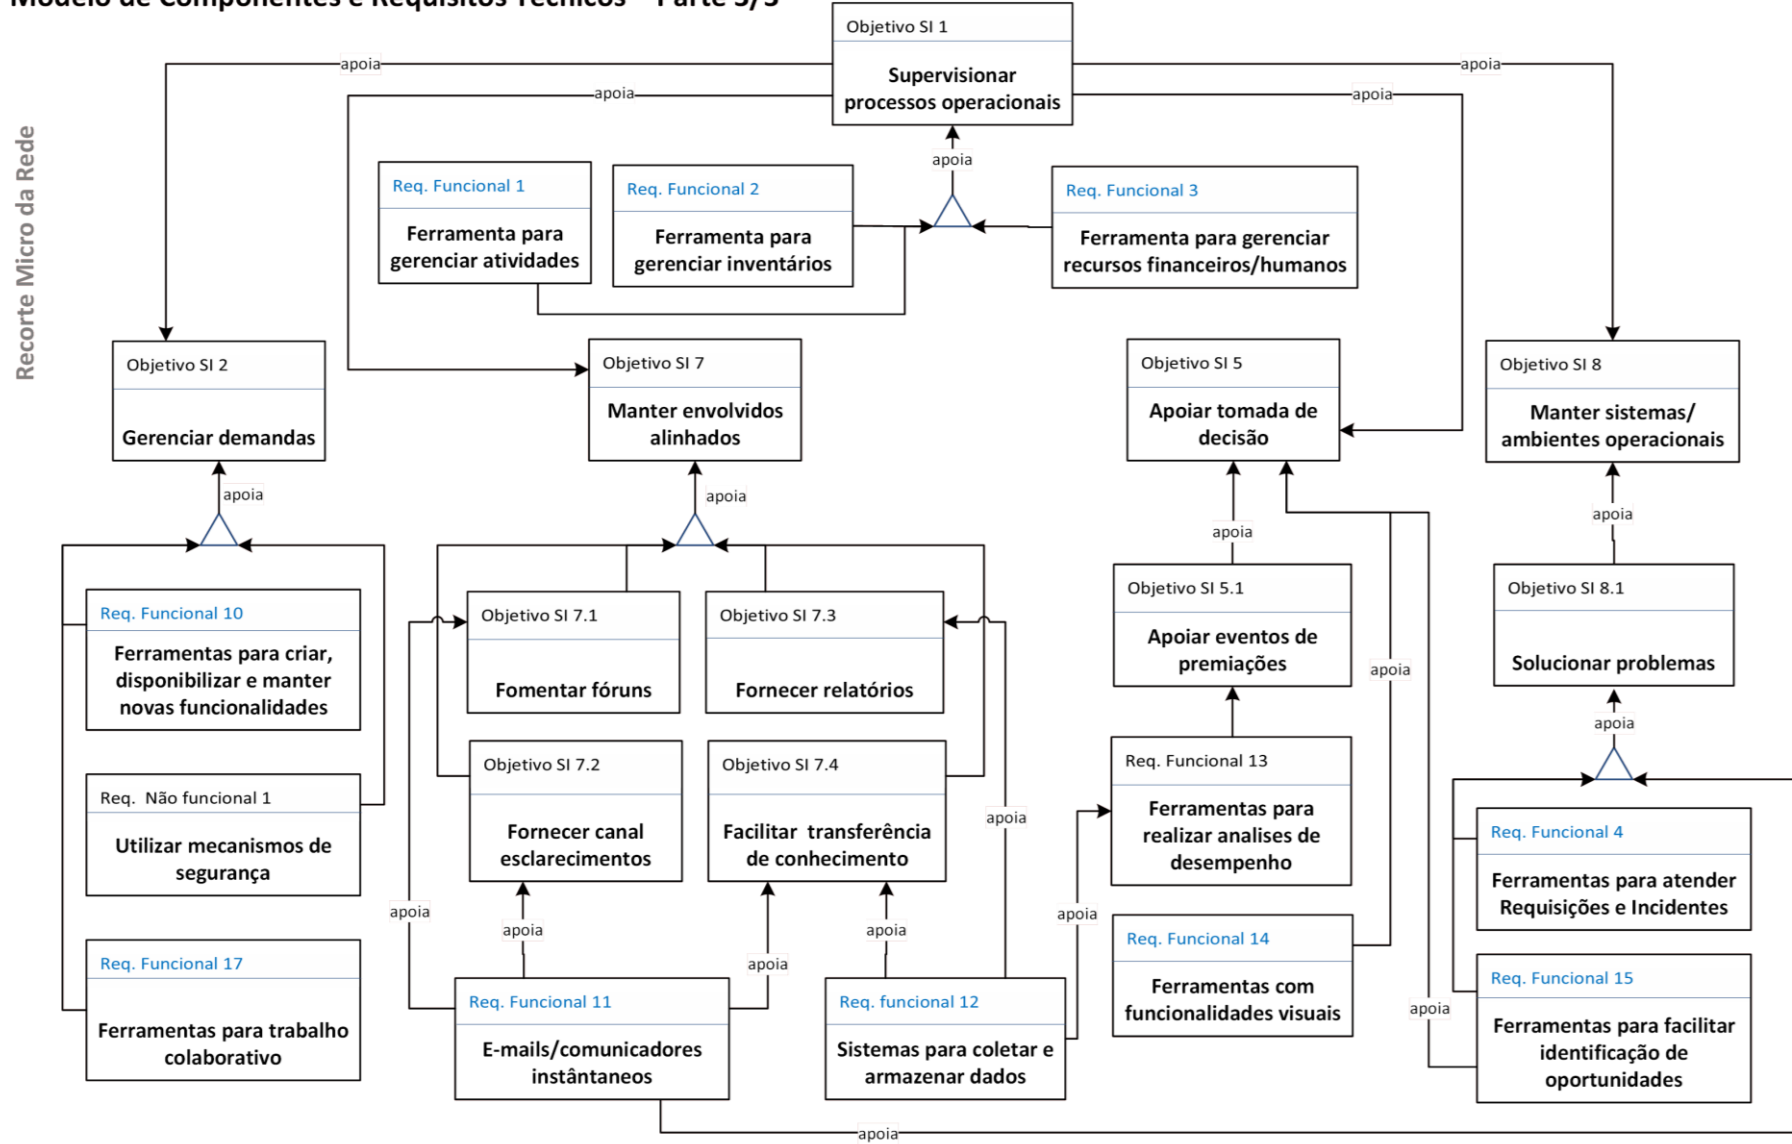 Modelo de Componentes e Requisitos Técnicos – Parte 3/3
Recorte Micro da Rede
Objetivo SI 1
Supervisionar
processos operacionais
apoia
apoia
apoia
apoia
apoia
Req. Funcional 1
Ferramenta para
gerenciar atividades
Req. Funcional 2
Ferramenta para
gerenciar inventários
Req. Funcional 3
Ferramenta para gerenciar
recursos financeiros/humanos
Objetivo SI 2
Gerenciar demandas
Objetivo SI 7
Manter envolvidos
alinhados
Objetivo SI 5
Apoiar tomada de
decisão
Objetivo SI 8
Manter sistemas/
ambientes operacionais
apoia
apoia
apoia
apoia
Req. Funcional 10
Ferramentas para criar,
disponibilizar e manter
novas funcionalidades
Objetivo SI 7.1
Fomentar fóruns
Objetivo SI 7.3
Fornecer relatórios
Objetivo SI 5.1
Apoiar eventos de
premiações
apoia
Objetivo SI 8.1
Solucionar problemas
apoia
Req.  Não funcional 1
Utilizar mecanismos de
segurança
Objetivo SI 7.2
Fornecer canal
esclarecimentos
Objetivo SI 7.4
Facilitar  transferência
de conhecimento
apoia
Req. Funcional 13
Ferramentas para
realizar analises de
desempenho
Req. Funcional 4
Ferramentas para atender
Requisições e Incidentes
apoia
apoia
apoia
apoia
apoia
Req. Funcional 17
Ferramentas para trabalho
colaborativo
Req. Funcional 11
E-mails/comunicadores
instântaneos
Req. funcional 12
Sistemas para coletar e
armazenar dados
Req. Funcional 14
Ferramentas com
funcionalidades visuais
apoia
Req. Funcional 15
Ferramentas para facilitar
identificação de
oportunidades
apoia